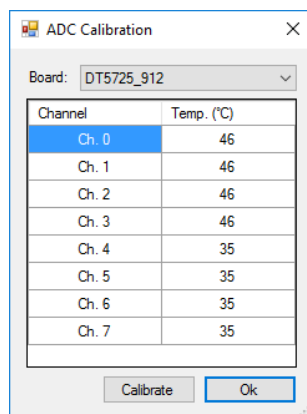 ADC Calibration
Board: DT5725_912
Channel Temp. (°C)
Ch. 0 46
Ch. 1 46
Ch. 2 46
Ch. 3 46
Ch. 4 35
Ch. 5 35
Ch. 6 35
Ch. 7 35
Calibrate Ok